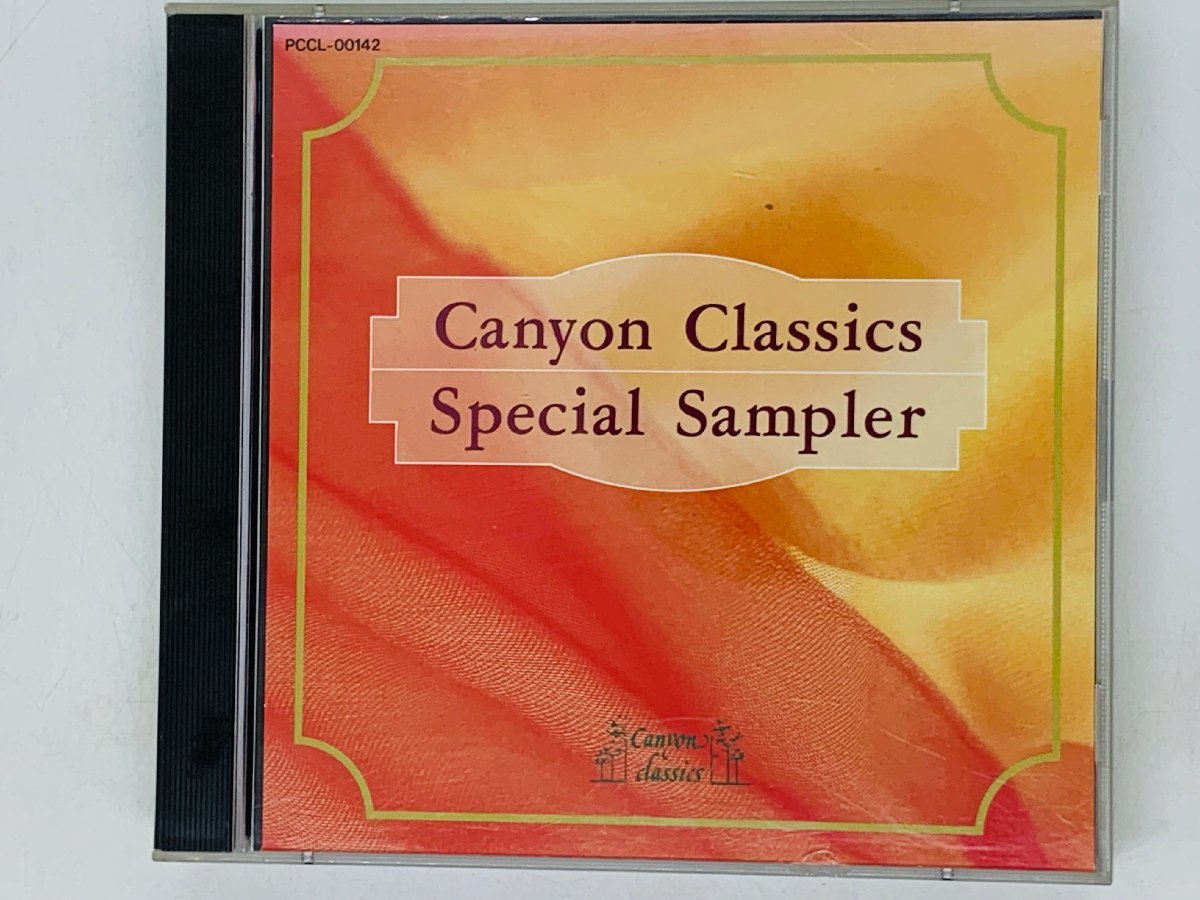 PCCL-00142
Canyon Classics
Special Sampler
Canyon
classics